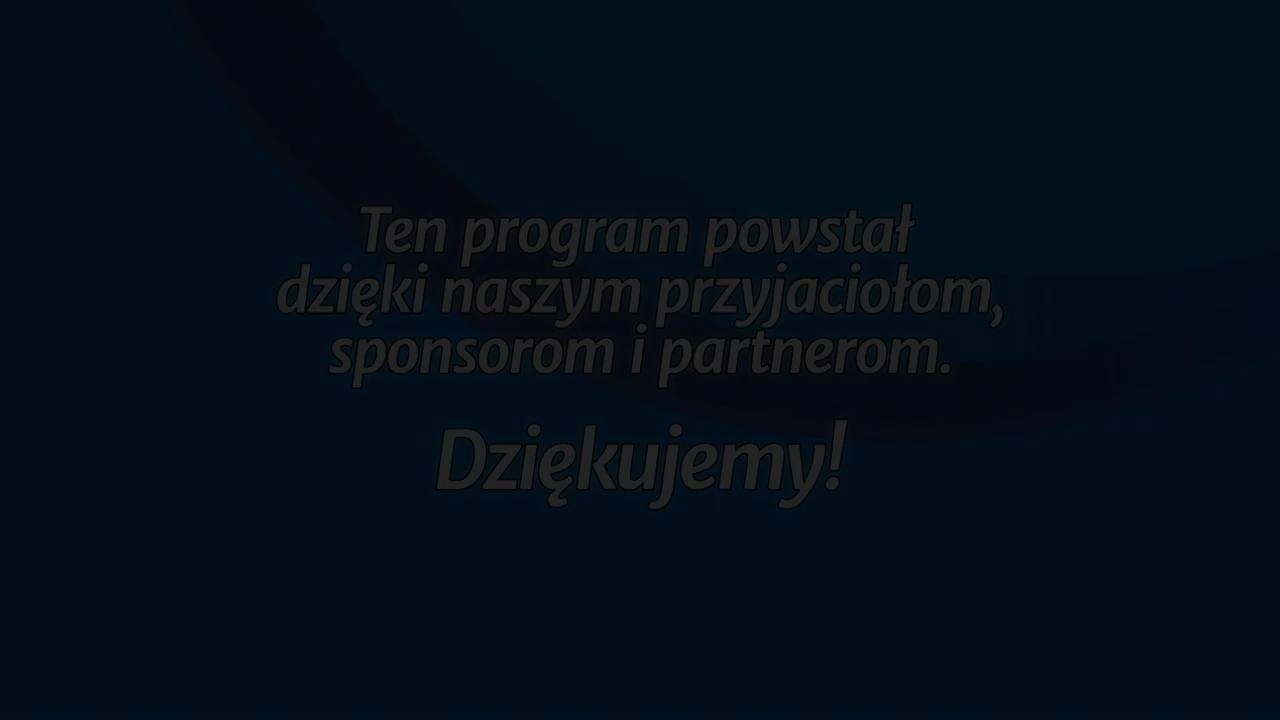 Ten program powstał
dzięki naszym przyjaciołom,
sponsorom i partnerom.
Dziękujemy!